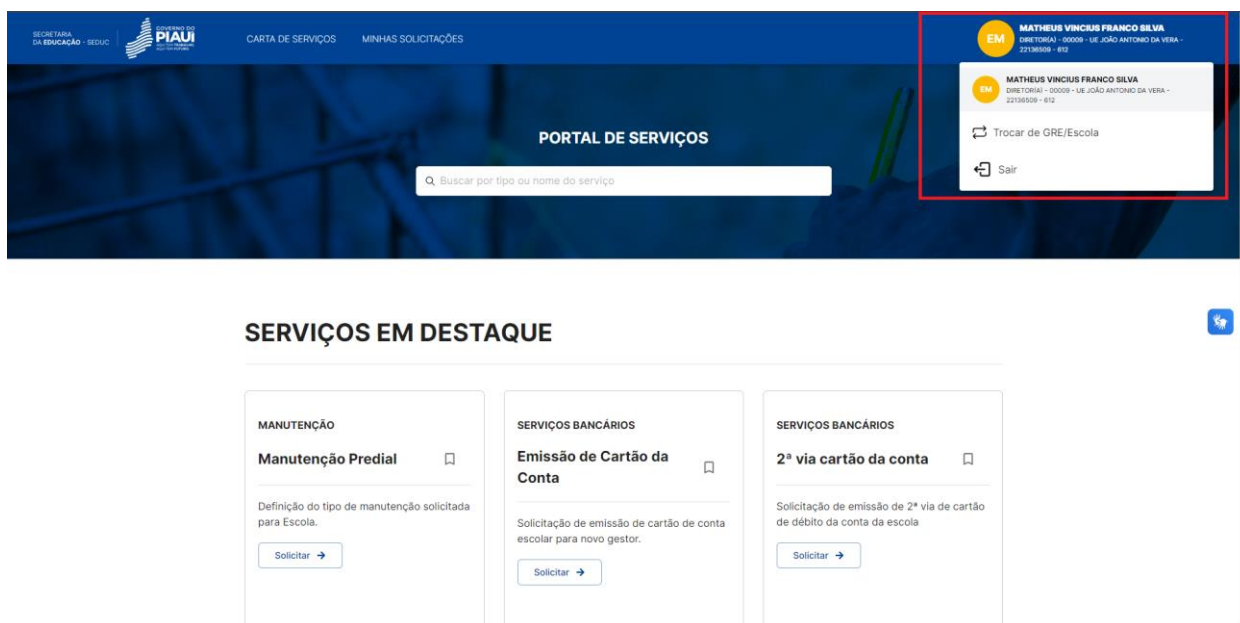 SECRETARIA
DA EDUCAÇÃO - SEDUC
GOVERNO DO
PIAUÍ
CARTA DE SERVIÇOS
MINHAS SOLICITAÇÕES
EM
MATHEUS VINCIUS FRANCO SILVA
DIRETOR(A) - 00009 - UE JOÃO ANTONIO DA VERA -
22136509 - 612
EM
MATHEUS VINCIUS FRANCO SILVA
DIRETOR(A) - 00009 - UE JOÃO ANTONIO DA VERA -
22136509 - 612
Trocar de GRE/Escola
Sair
PORTAL DE SERVIÇOS
Buscar por tipo ou nome do serviço
SERVIÇOS EM DESTAQUE
MANUTENÇÃO
Manutenção Predial
Definição do tipo de manutenção solicitada
para Escola.
Solicitar →
SERVIÇOS BANCÁRIOS
Emissão de Cartão da
Conta
Solicitação de emissão de cartão de conta
escolar para novo gestor.
Solicitar →
SERVIÇOS BANCÁRIOS
2ª via cartão da conta
Solicitação de emissão de 2ª via de cartão
de débito da conta da escola
Solicitar →